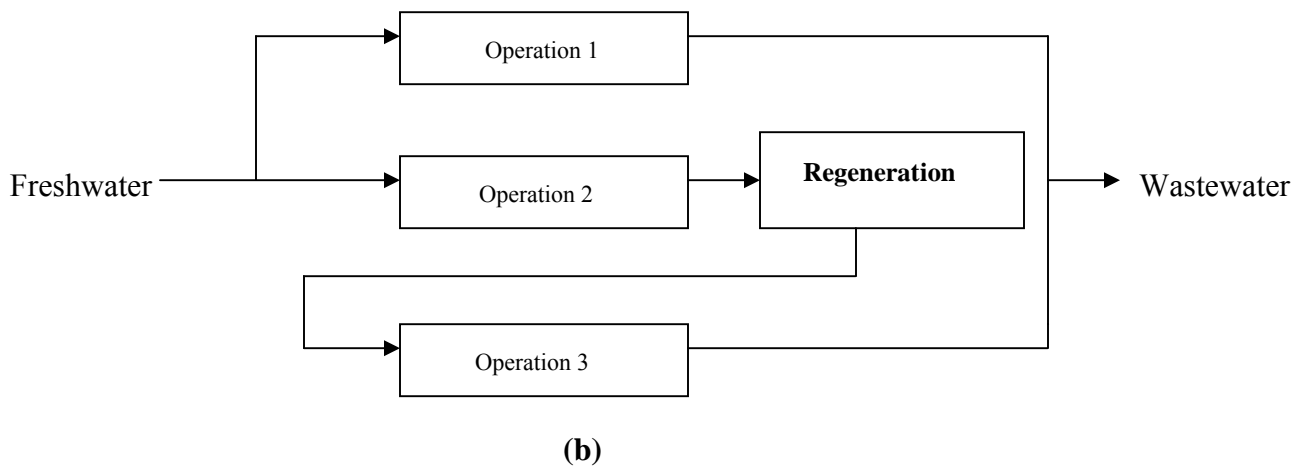 Operation 1
Freshwater
Operation 2
Regeneration
Wastewater
Operation 3
(b)